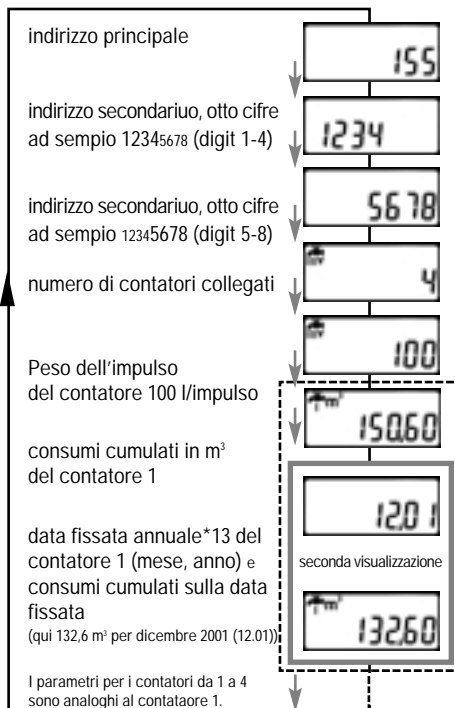 indirizzo principale
155
indirizzo secondariuo, otto cifre
ad sempio 12345678 (digit 1-4)
1234
indirizzo secondariuo, otto cifre
ad sempio 12345678 (digit 5-8)
5678
numero di contatori collegati
4
100
Peso dell'impulso
del contatore 100 l/impulso
m³
150,60
consumi cumulati in m³
del contatore 1
12,01
data fissata annuale*13 del
contatore 1 (mese, anno) e
consumi cumulati sulla data
fissata
(qui 132,6 m³ per dicembre 2001 (12.01))
seconda visualizzazione
m³
132,60
I parametri per i contatori da 1 a 4
sono analoghi al contataore 1.